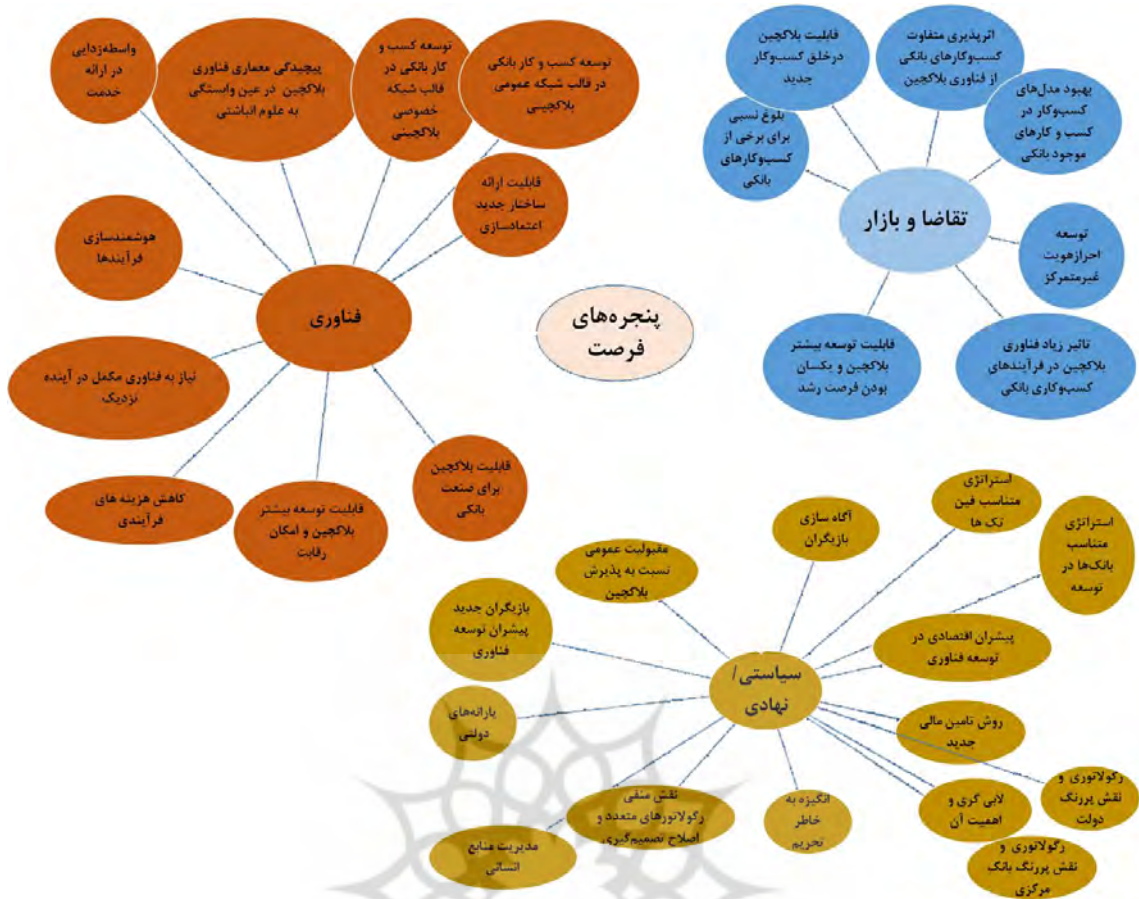 واسطه‌زدایی
در ارائه
خدمت
پیچیدگی معماری فناوری
بلاکچین در عین وابستگی
به علوم انباشتی
توسعه کسب و
کار بانکی در
قالب شبکه
خصوصی
بلاکچینی
توسعه کسب و کار بانکی
در قالب شبکه عمومی
بلاکچینی
قابلیت ارائه
ساختار جدید
اعتمادسازی
هوشمندسازی
فرآیندها
فناوری
نیاز به فناوری مکمل در آینده
نزدیک
کاهش هزینه های
فرآیندی
قابلیت توسعه بیشتر
بلاکچین و امکان
رقابت
قابلیت بلاکچین
برای صنعت
بانکی
پنجره‌های
فرصت
قابلیت بلاکچین
درخلق کسب‌وکار
جدید
اثرپذیری متفاوت
کسب‌وکارهای بانکی
از فناوری بلاکچین
بهبود مدل‌های
کسب‌وکار در
کسب و کارهای
موجود بانکی
بلوغ نسبی
برای برخی از
کسب‌وکارهای
بانکی
تقاضا و بازار
توسعه
احرازهویت
غیرمتمرکز
قابلیت توسعه بیشتر
بلاکچین و یکسان
بودن فرصت رشد
تاثیر زیاد فناوری
بلاکچین در فرآیندهای
کسب‌وکاری بانکی
استراتژی
متناسب فین
تک ها
استراتژی
متناسب
بانک‌ها در
توسعه
آگاه سازی
بازیگران
مقبولیت عمومی
نسبت به پذیرش
بلاکچین
بازیگران جدید
پیشران توسعه
فناوری
پیشران اقتصادی در
توسعه فناوری
سیاستی/
نهادی
یارانه‌های
دولتی
روش تامین مالی
جدید
رگولاتوری و
نقش پررنگ
دولت
لابی گری و
اهمیت آن
انگیزه به
خاطر
تحریم
نقش منفی
رگولاتورهای متعدد و
اصلاح تصمیم‌گیری
مدیریت منابع
انسانی
رگولاتوری و
نقش پررنگ بانک
مرکزی